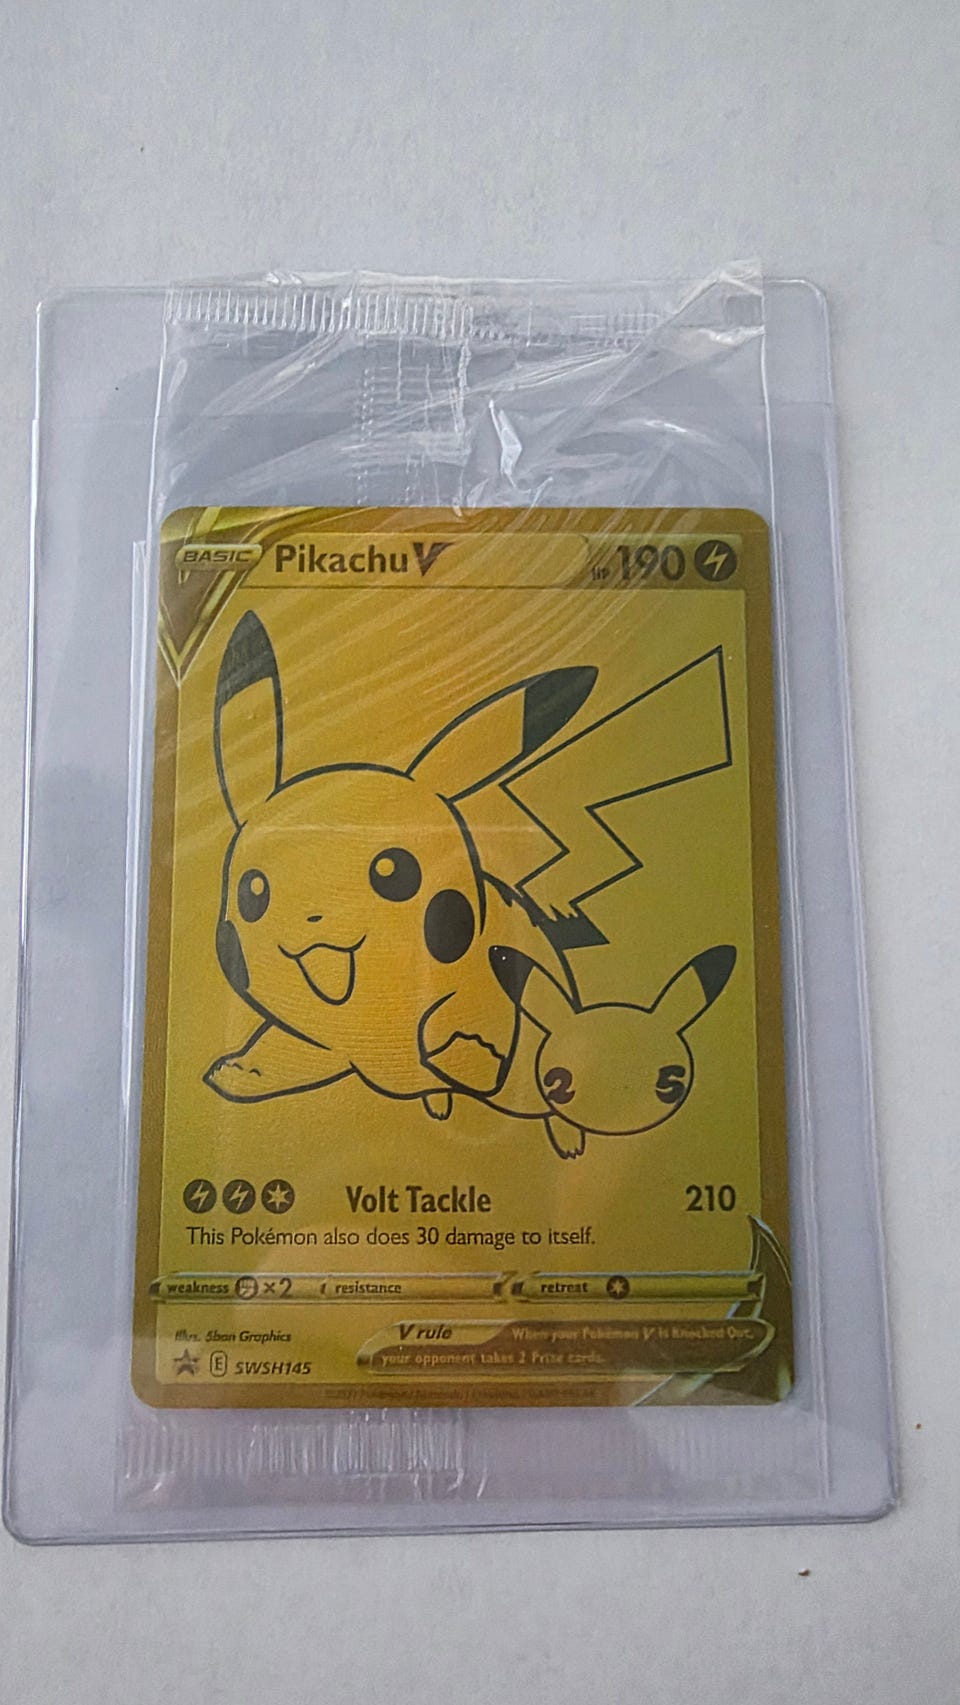 BASIC Pikachu V HP 190
2 5
Volt Tackle 210
This Pokémon also does 30 damage to itself.
weakness ×2 resistance retreat
Illus. 5ban Graphics
V rule When your Pokémon V is Knocked Out,
your opponent takes 2 Prize cards.
E SWSH145